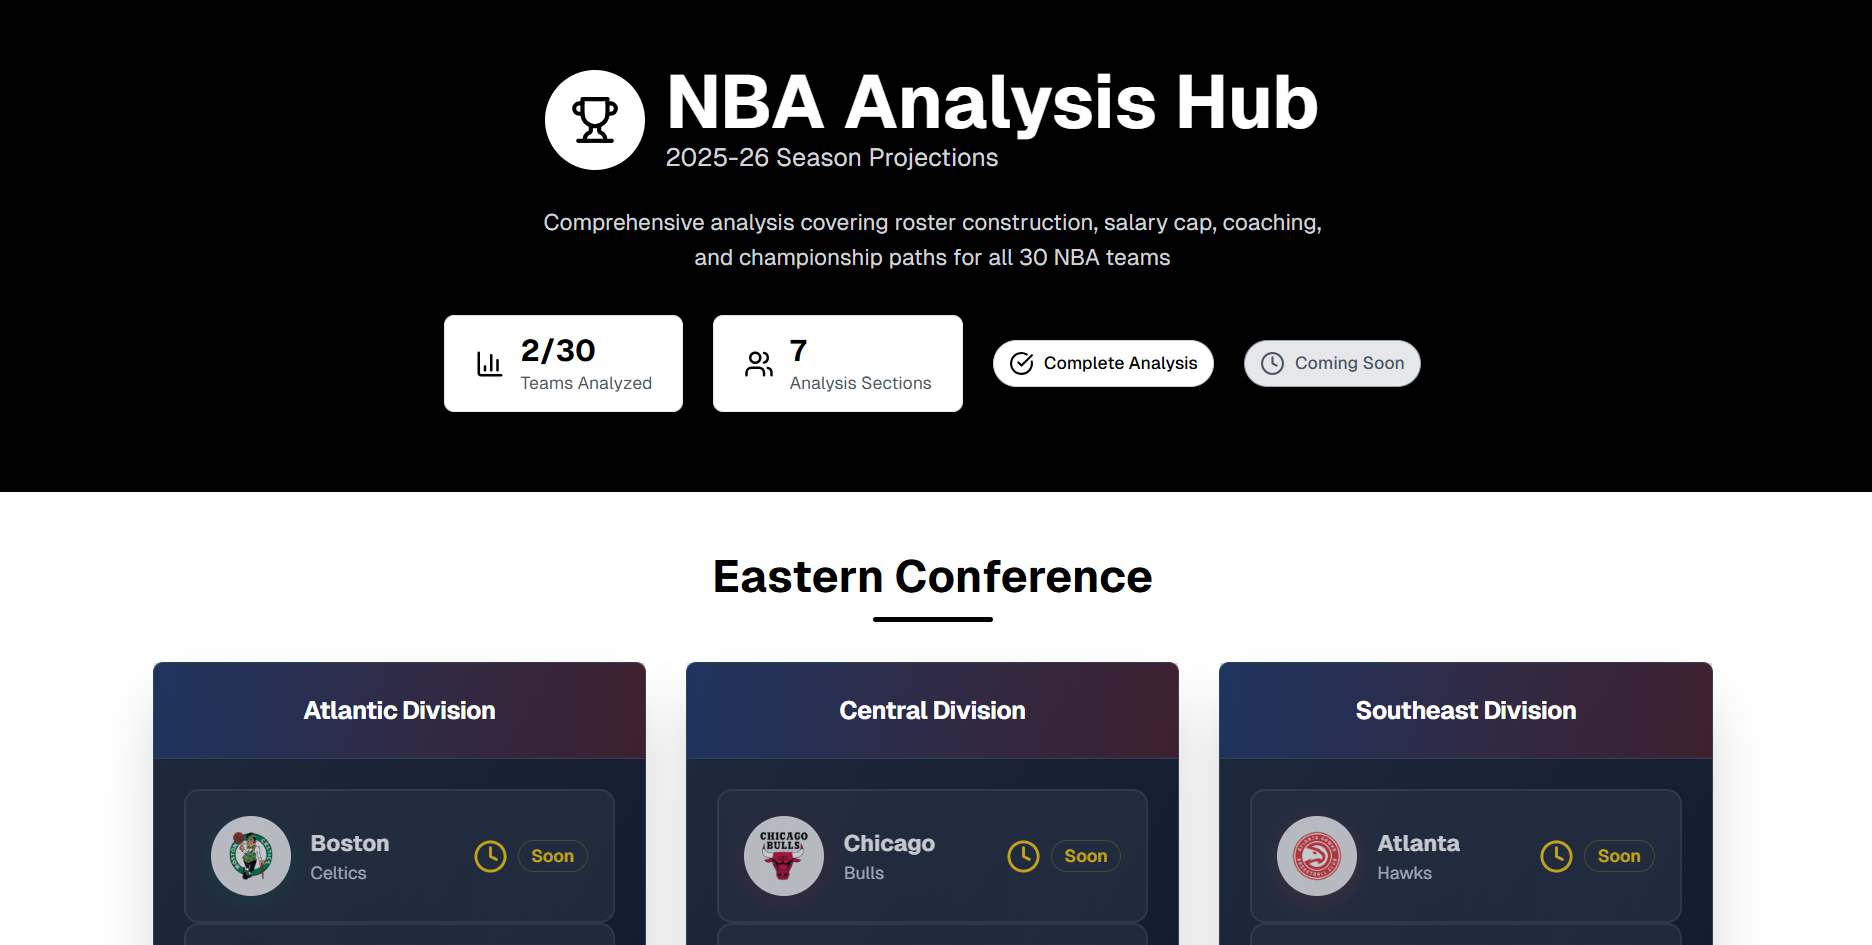 NBA Analysis Hub
2025-26 Season Projections
Comprehensive analysis covering roster construction, salary cap, coaching,
and championship paths for all 30 NBA teams
2/30
Teams Analyzed
7
Analysis Sections
Complete Analysis
Coming Soon
Eastern Conference
Atlantic Division
Boston
Celtics
Soon
Central Division
CHICAGO
BULLS
Chicago
Bulls
Soon
Southeast Division
Atlanta
Hawks
Soon